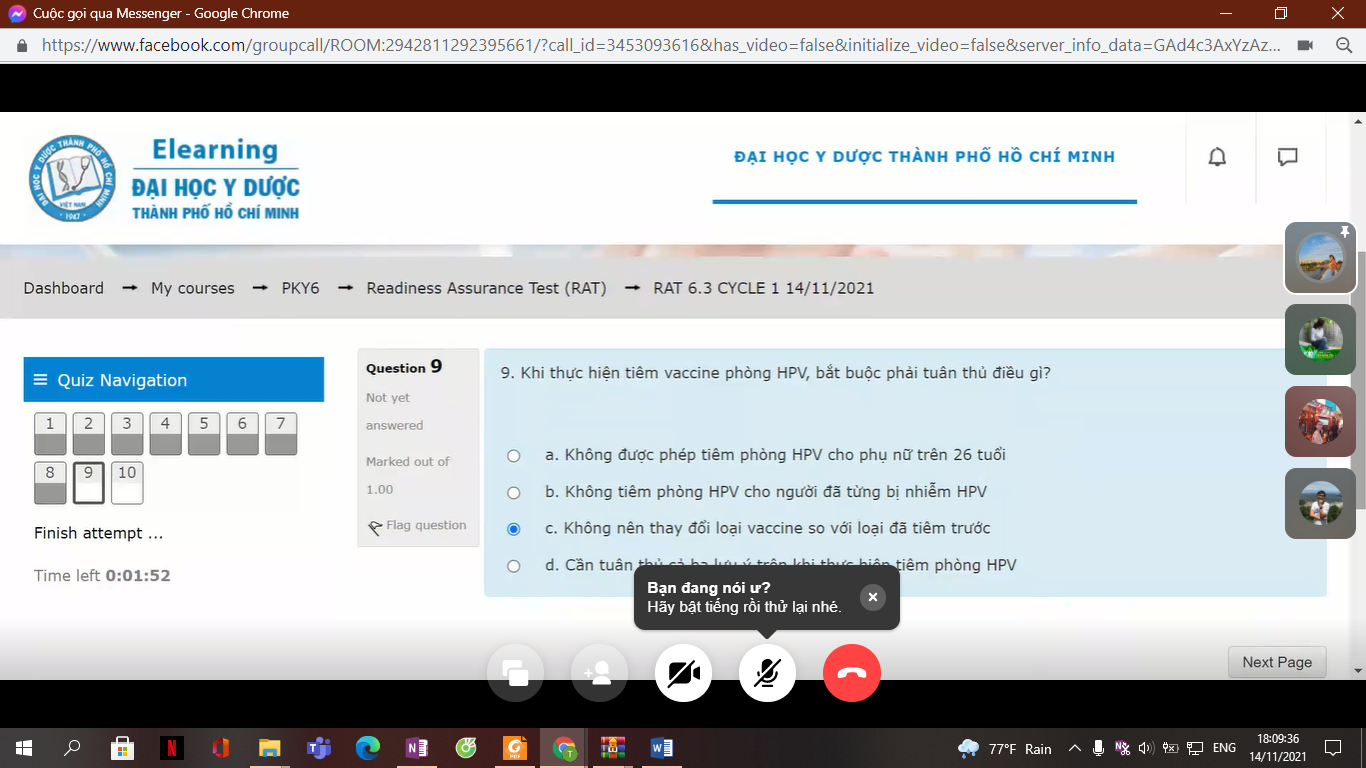 Cuộc gọi qua Messenger - Google Chrome
https://www.facebook.com/groupcall/ROOM:2942811292395661/?call_id=3453093616&has_video=false&initialize_video=false&server_info_data=GAd4c3AxYzAz...
Elearning
ĐẠI HỌC Y DƯỢC
THÀNH PHỐ HỒ CHÍ MINH
ĐẠI HỌC Y DƯỢC THÀNH PHỐ HỒ CHÍ MINH
Dashboard → My courses → PKY6 → Readiness Assurance Test (RAT) → RAT 6.3 CYCLE 1 14/11/2021
Quiz Navigation
1 2 3 4 5 6 7
8 9 10
Finish attempt ...
Time left 0:01:52
Question 9
Not yet
answered
Marked out of
1.00
Flag question
9. Khi thực hiện tiêm vaccine phòng HPV, bắt buộc phải tuân thủ điều gì?
a. Không được phép tiêm phòng HPV cho phụ nữ trên 26 tuổi
b. Không tiêm phòng HPV cho người đã từng bị nhiễm HPV
c. Không nên thay đổi loại vaccine so với loại đã tiêm trước
d. Cần tuân thủ cả ba lưu ý trên khi thực hiện tiêm phòng HPV
Bạn đang nói ư?
Hãy bật tiếng rồi thử lại nhé.
Next Page
77°F Rain
ENG
18:09:36
14/11/2021